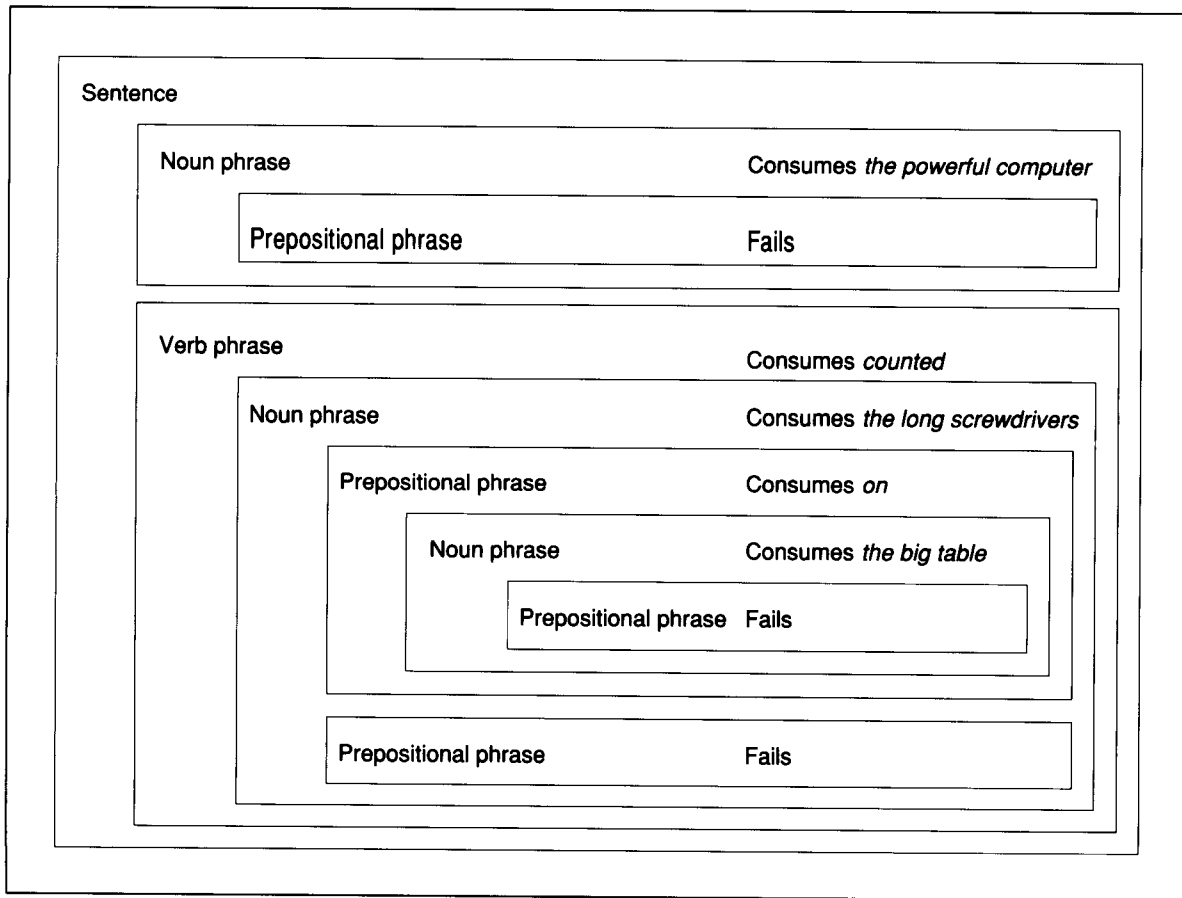 Sentence
Noun phrase Consumes the powerful computer
Prepositional phrase Fails
Verb phrase Consumes counted
Noun phrase Consumes the long screwdrivers
Prepositional phrase Consumes on
Noun phrase Consumes the big table
Prepositional phrase Fails
Prepositional phrase Fails